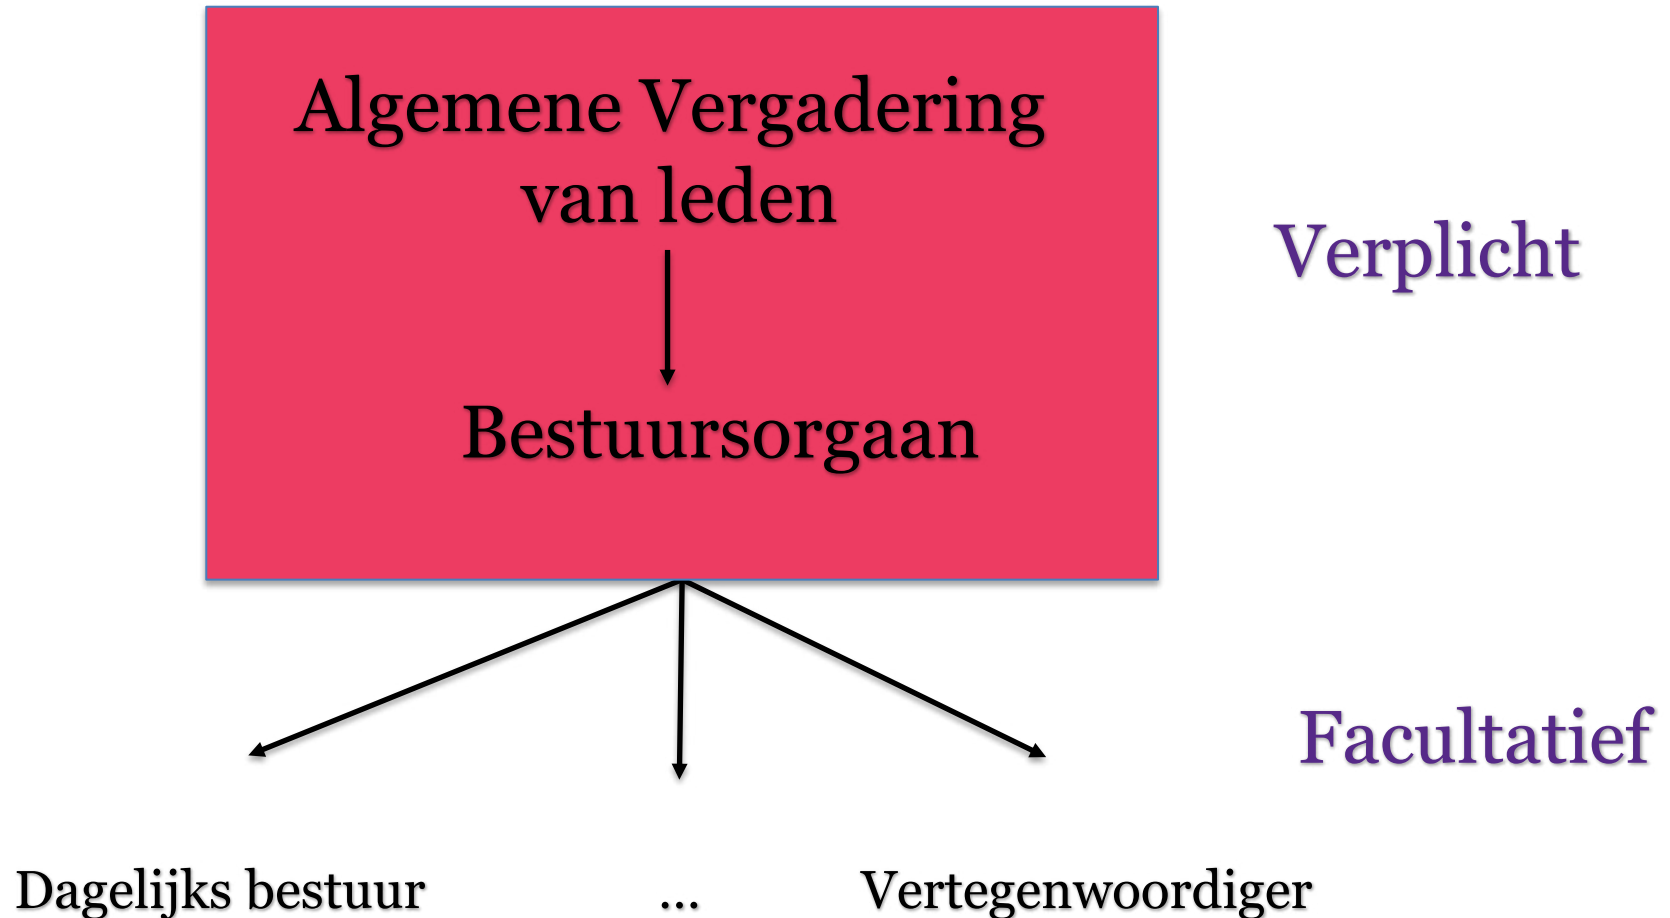 Algemene Vergadering
van leden
Verplicht
Bestuursorgaan
Facultatief
Dagelijks bestuur
...
Vertegenwoordiger